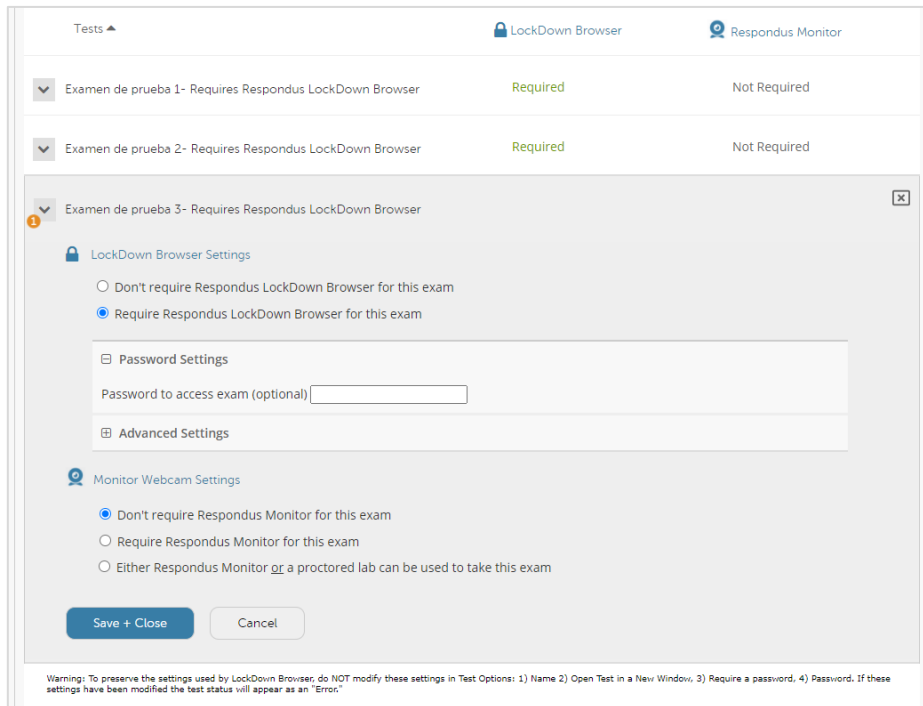 Tests
LockDown Browser
Respondus Monitor
Examen de prueba 1- Requires Respondus LockDown Browser
Required
Not Required
Examen de prueba 2- Requires Respondus LockDown Browser
Required
Not Required
Examen de prueba 3- Requires Respondus LockDown Browser
1
LockDown Browser Settings
Don't require Respondus LockDown Browser for this exam
Require Respondus LockDown Browser for this exam
Password Settings
Password to access exam (optional)
Advanced Settings
Monitor Webcam Settings
Don't require Respondus Monitor for this exam
Require Respondus Monitor for this exam
Either Respondus Monitor or a proctored lab can be used to take this exam
Save + Close
Cancel
Warning: To preserve the settings used by LockDown Browser, do NOT modify these settings in Test Options: 1) Name 2) Open Test in a New Window, 3) Require a password, 4) Password. If these
settings have been modified the test status will appear as an "Error."